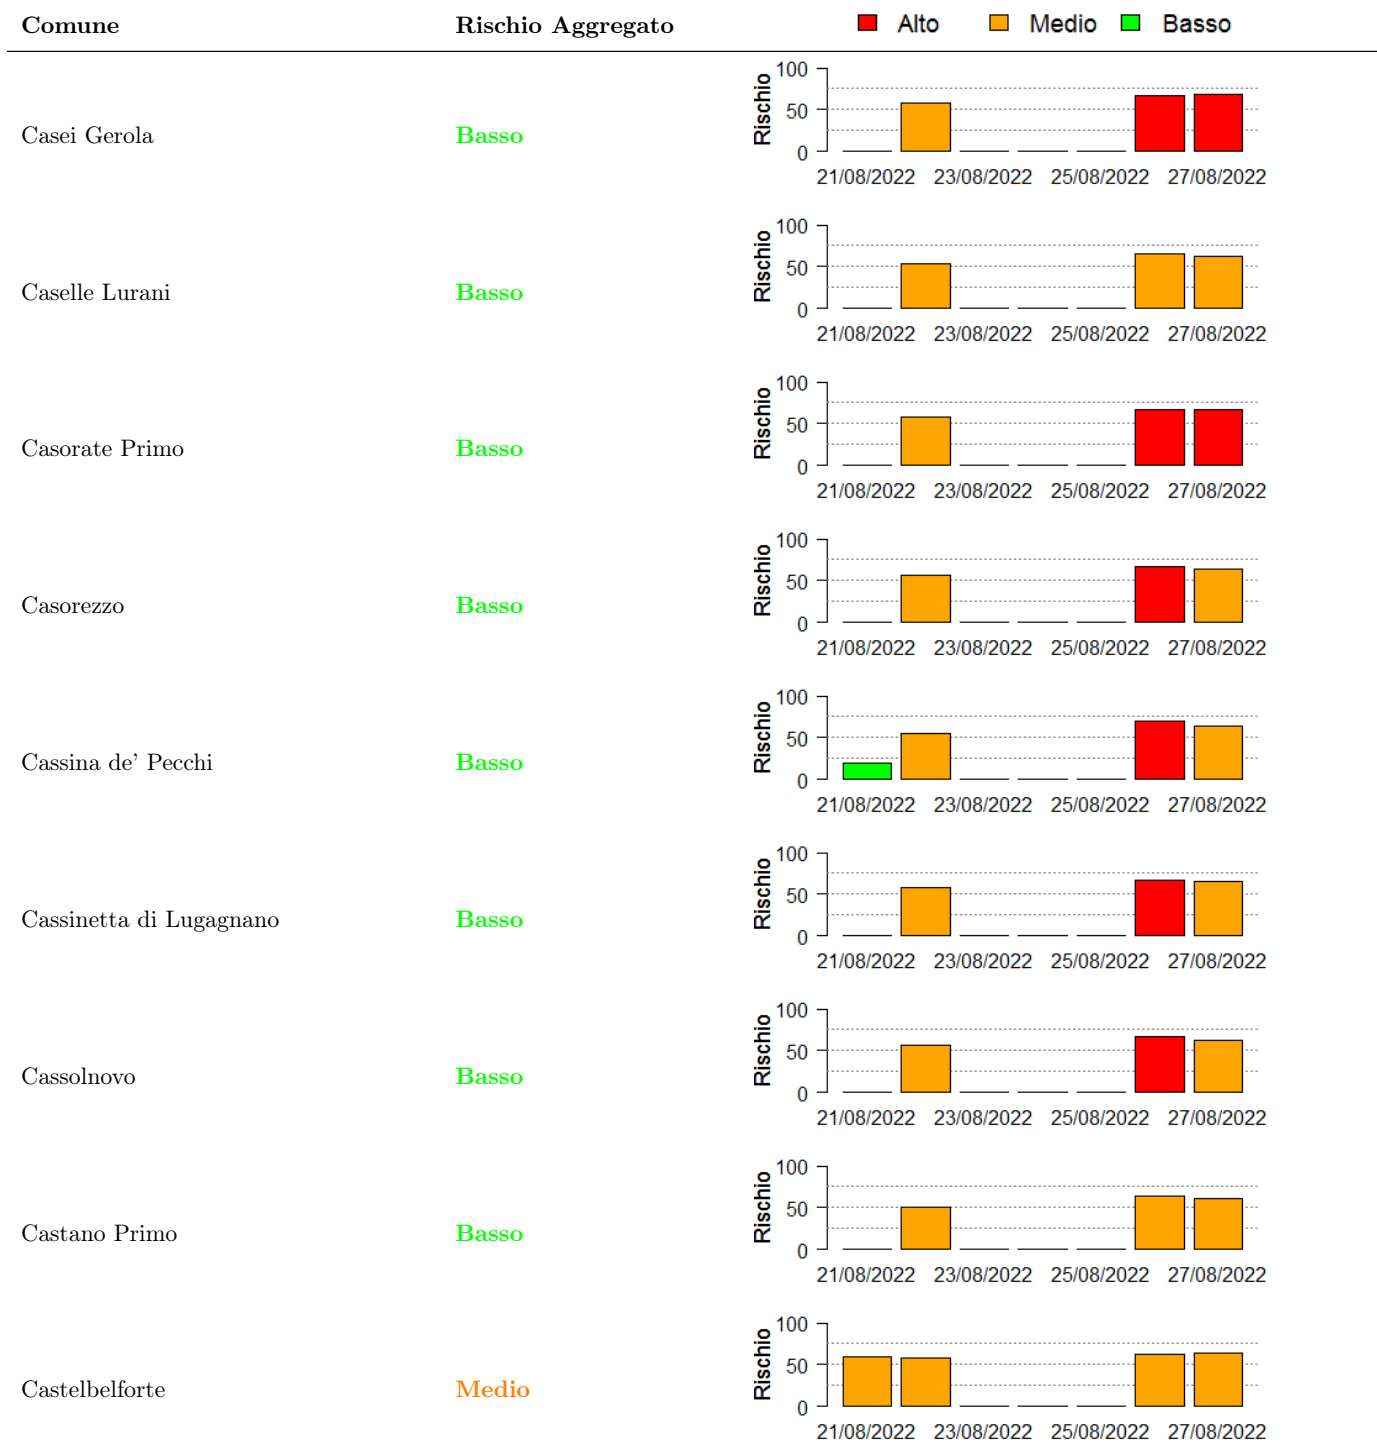 Comune Rischio Aggregato Alto Medio Basso
100
50
0
Rischio
Casei Gerola Basso
21/08/2022 23/08/2022 25/08/2022 27/08/2022
100
50
0
Rischio
Caselle Lurani Basso
21/08/2022 23/08/2022 25/08/2022 27/08/2022
100
50
0
Rischio
Casorate Primo Basso
21/08/2022 23/08/2022 25/08/2022 27/08/2022
100
50
0
Rischio
Casorezzo Basso
21/08/2022 23/08/2022 25/08/2022 27/08/2022
100
50
0
Rischio
Cassina de' Pecchi Basso
21/08/2022 23/08/2022 25/08/2022 27/08/2022
100
50
0
Rischio
Cassinetta di Lugagnano Basso
21/08/2022 23/08/2022 25/08/2022 27/08/2022
100
50
0
Rischio
Cassolnovo Basso
21/08/2022 23/08/2022 25/08/2022 27/08/2022
100
50
0
Rischio
Castano Primo Basso
21/08/2022 23/08/2022 25/08/2022 27/08/2022
100
50
0
Rischio
Castelbelforte Medio
21/08/2022 23/08/2022 25/08/2022 27/08/2022